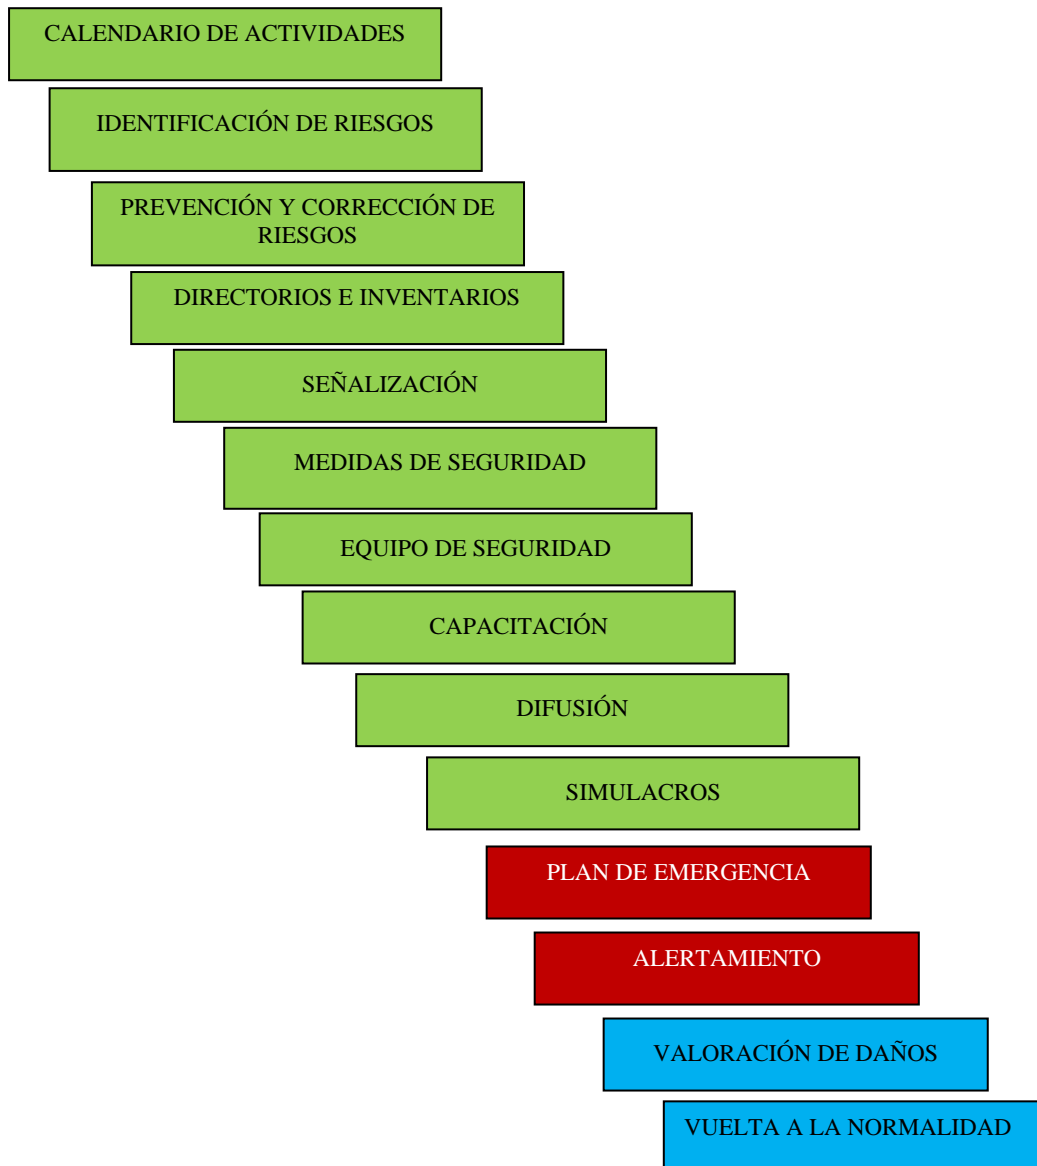 CALENDARIO DE ACTIVIDADES
IDENTIFICACIÓN DE RIESGOS
PREVENCIÓN Y CORRECCIÓN DE
RIESGOS
DIRECTORIOS E INVENTARIOS
SEÑALIZACIÓN
MEDIDAS DE SEGURIDAD
EQUIPO DE SEGURIDAD
CAPACITACIÓN
DIFUSIÓN
SIMULACROS
PLAN DE EMERGENCIA
ALERTAMIENTO
VALORACIÓN DE DAÑOS
VUELTA A LA NORMALIDAD